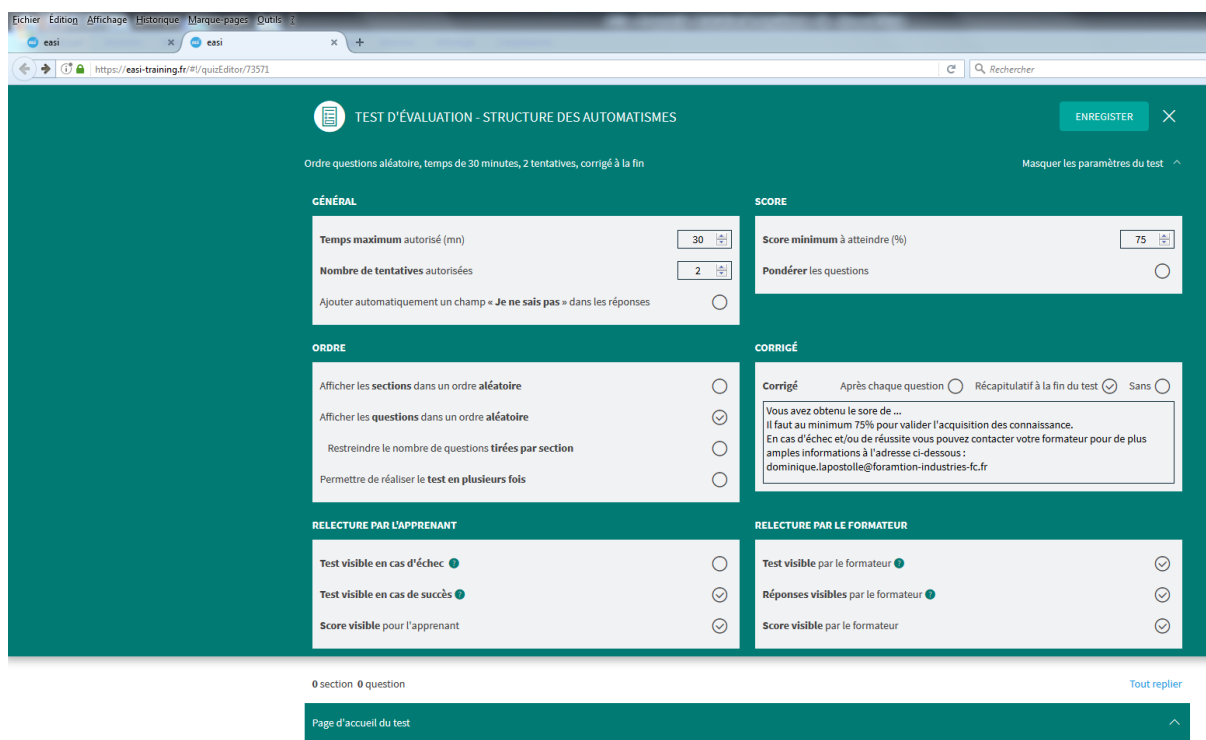 Eichier Édition Affichage Historique Marque-pages Outils ?
easi × easi × +
https://easi-training.fr/#!/quizEditor/73571 Rechercher
TEST D'ÉVALUATION - STRUCTURE DES AUTOMATISMES ENREGISTER
Ordre questions aléatoire, temps de 30 minutes, 2 tentatives, corrigé à la fin Masquer les paramètres du test
GÉNÉRAL
Temps maximum autorisé (mn) 30
Nombre de tentatives autorisées 2
Ajouter automatiquement un champ « Je ne sais pas » dans les réponses
SCORE
Score minimum à atteindre (%) 75
Pondérer les questions
ORDRE
Afficher les sections dans un ordre aléatoire
Afficher les questions dans un ordre aléatoire
Restreindre le nombre de questions tirées par section
Permettre de réaliser le test en plusieurs fois
CORRIGÉ
Corrigé Après chaque question Récapitulatif à la fin du test Sans
Vous avez obtenu le sore de ...
Il faut au minimum 75% pour valider l'acquisition des connaissance.
En cas d'échec et/ou de réussite vous pouvez contacter votre formateur pour de plus
amples informations à l'adresse ci-dessous :
dominique.lapostolle@foramtion-industries-fc.fr
RELECTURE PAR L'APPRENANT
Test visible en cas d'échec ?
Test visible en cas de succès ?
Score visible pour l'apprenant
RELECTURE PAR LE FORMATEUR
Test visible par le formateur ?
Réponses visibles par le formateur ?
Score visible par le formateur
0 section 0 question Tout replier
Page d'accueil du test